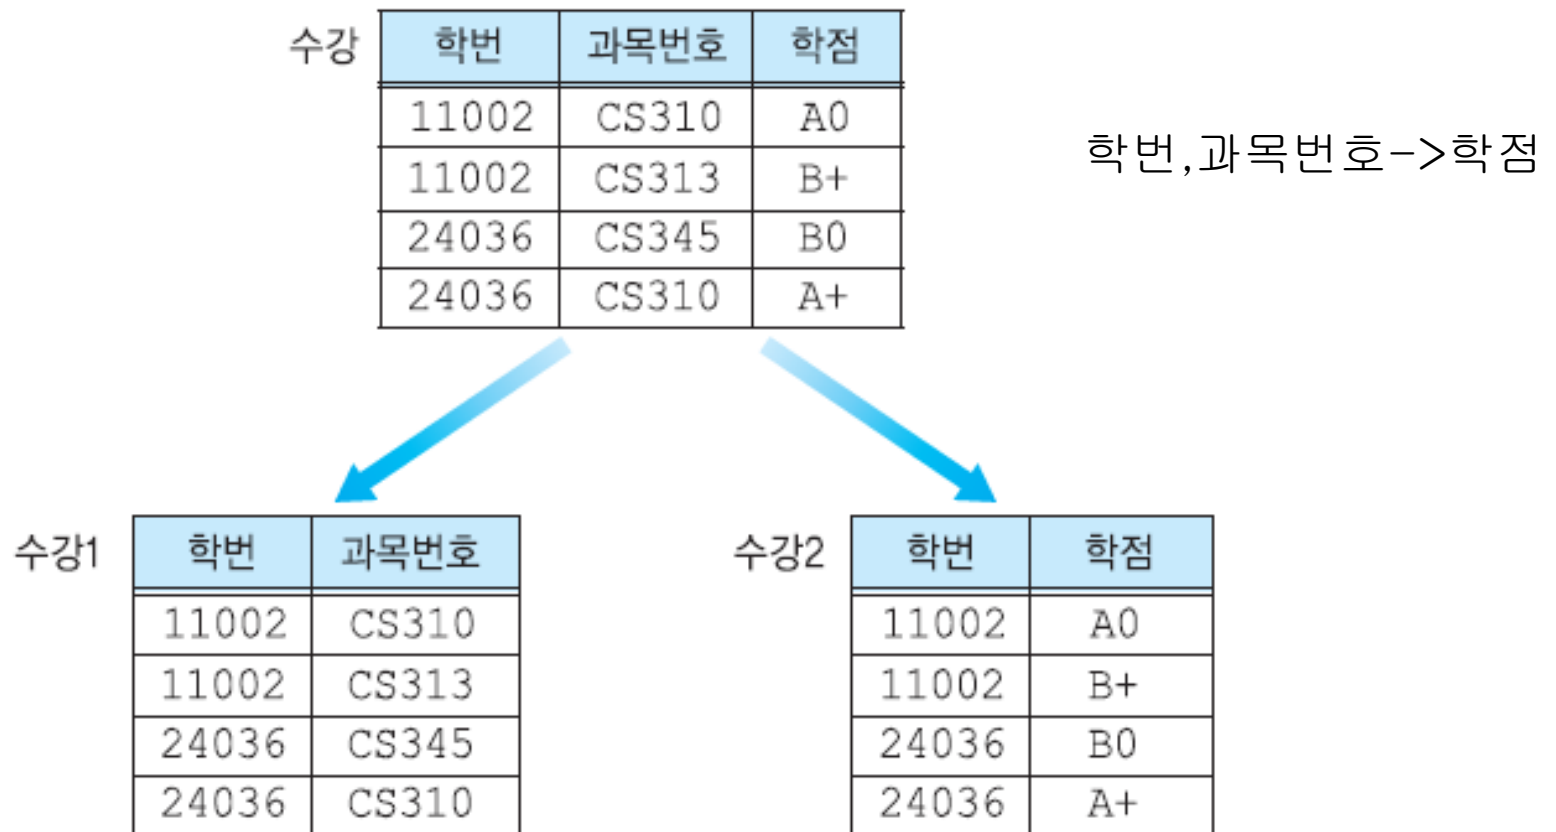 수강 학번 과목번호 학점
11002 CS310 A0
11002 CS313 B+
24036 CS345 B0
24036 CS310 A+
학번,과목번호->학점
수강1 학번 과목번호
11002 CS310
11002 CS313
24036 CS345
24036 CS310
수강2 학번 학점
11002 A0
11002 B+
24036 B0
24036 A+